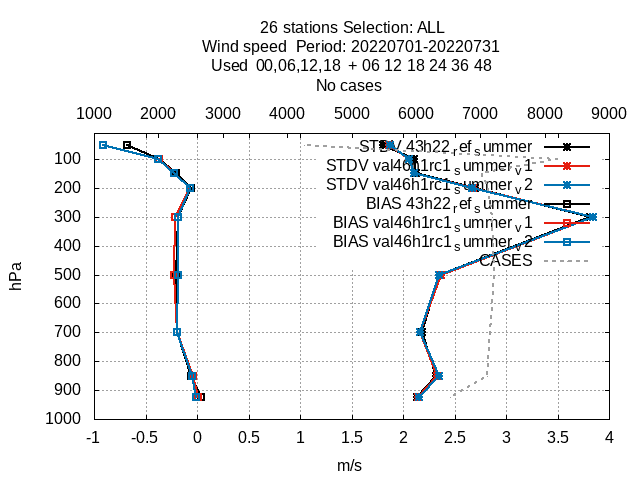 26 stations Selection: ALL
Wind speed  Period: 20220701-20220731
Used  00,06,12,18  + 06 12 18 24 36 48
No cases
1000 2000 3000 4000 5000 6000 7000 8000 9000
STDV 43h22_ref_summer
STDV val46h1rc1_summer_v1
STDV val46h1rc1_summer_v2
BIAS 43h22_ref_summer
BIAS val46h1rc1_summer_v1
BIAS val46h1rc1_summer_v2
CASES
hPa
100
200
300
400
500
600
700
800
900
1000
-1 -0.5 0 0.5 1 1.5 2 2.5 3 3.5 4
m/s